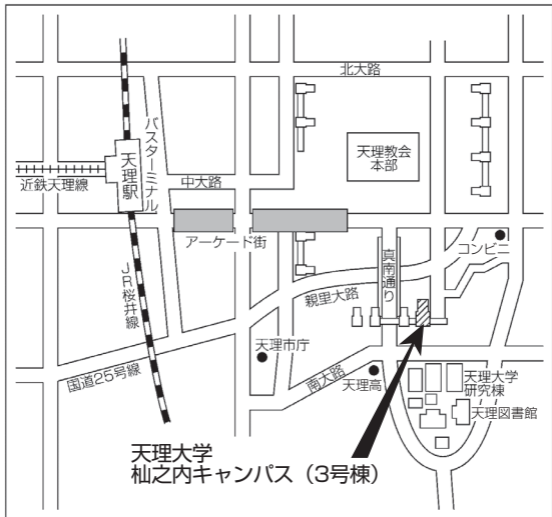 北大路
バスターミナル
天理駅
天理教会
本部
近鉄天理線
中大路
アーケード街
真南通り
コンビニ
JR桜井線
親里大路
天理市庁
国道25号線
南大路
天理高
天理大学
研究棟
天理図書館
天理大学
杣之内キャンパス（3号棟）